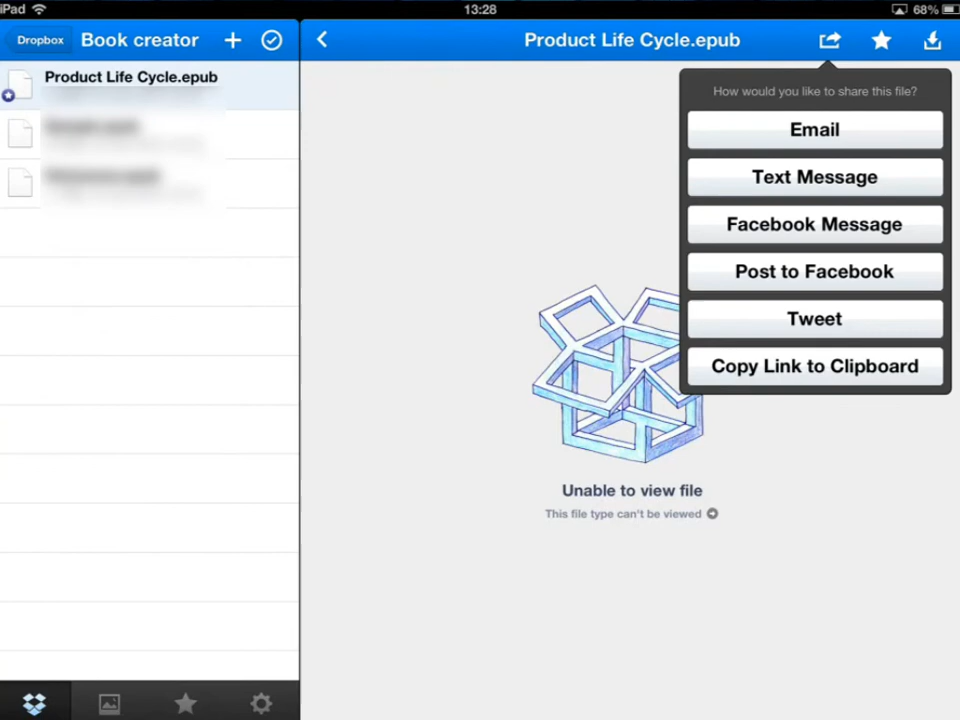 iPad
13:28
68%
Dropbox
Book creator
Product Life Cycle.epub
Product Life Cycle.epub
How would you like to share this file?
Email
Text Message
Facebook Message
Post to Facebook
Tweet
Copy Link to Clipboard
Unable to view file
This file type can't be viewed